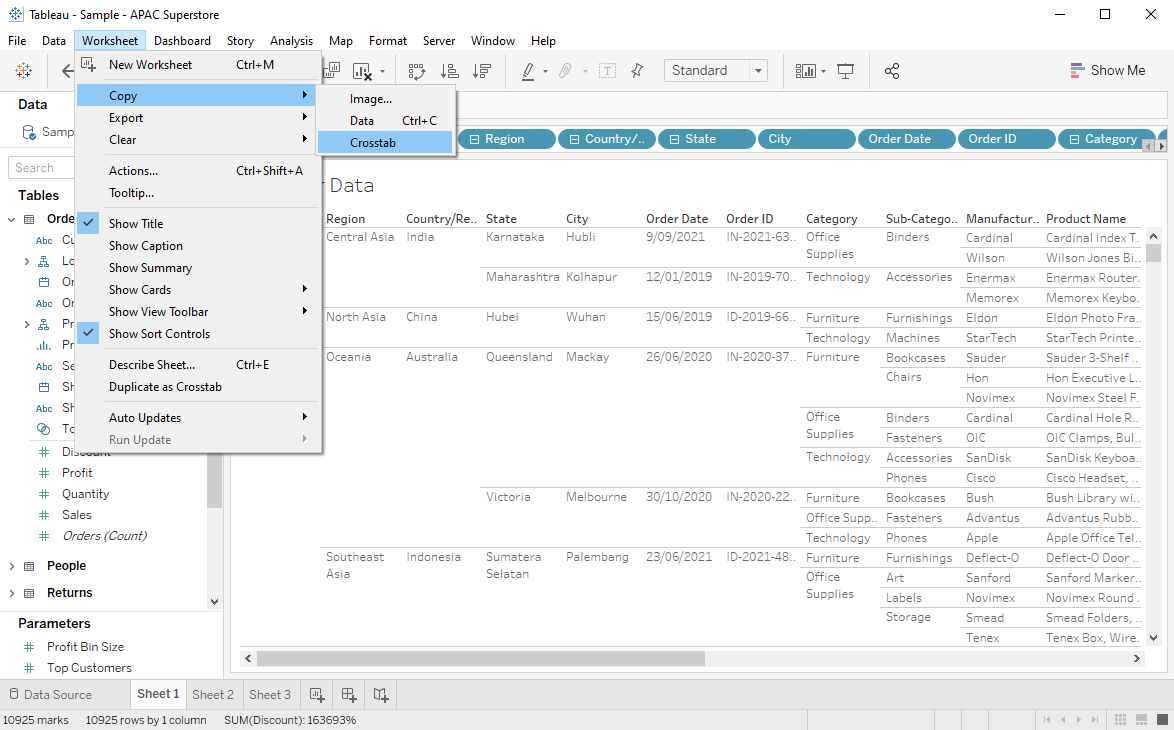 Tableau - Sample - APAC Superstore
File Data Worksheet Dashboard Story Analysis Map Format Server Window Help
New Worksheet Ctrl+M
Copy
Export
Clear
Actions... Ctrl+Shift+A
Tooltip...
Show Title
Show Caption
Show Summary
Show Cards
Show View Toolbar
Show Sort Controls
Describe Sheet... Ctrl+E
Duplicate as Crosstab
Auto Updates
Run Update
Image...
Data Ctrl+C
Crosstab
Standard
Show Me
Data
Samp
Search
Tables
Orde
Abc Cu
Lo
Or
Abc Or
Pr
Pr
Abc Se
Sh
Abc Sh
To
Discount
Profit
Quantity
Sales
Orders (Count)
People
Returns
Parameters
Profit Bin Size
Top Customers
Region Country/.. State City Order Date Order ID Category
r Data
Region Country/Re.. State City Order Date Order ID Category Sub-Catego.. Manufactur.. Product Name
Central Asia India Karnataka Hubli 9/09/2021 IN-2021-63.. Office Supplies Binders Cardinal Cardinal Index T..
Wilson Wilson Jones Bi..
Maharashtra Kolhapur 12/01/2019 IN-2019-70.. Technology Accessories Enermax Enermax Router..
Memorex Memorex Keybo..
North Asia China Hubei Wuhan 15/06/2019 ID-2019-66.. Furniture Furnishings Eldon Eldon Photo Fra..
Technology Machines StarTech StarTech Printe..
Oceania Australia Queensland Mackay 26/06/2020 IN-2020-37.. Furniture Bookcases Sauder Sauder 3-Shelf ..
Chairs Hon Hon Executive L..
Novimex Novimex Steel F..
Office Supplies Binders Cardinal Cardinal Hole R..
Fasteners OIC OIC Clamps, Bul..
Technology Accessories SanDisk SanDisk Keyboa..
Phones Cisco Cisco Headset, ..
Victoria Melbourne 30/10/2020 IN-2020-22.. Furniture Bookcases Bush Bush Library wi..
Office Supp.. Fasteners Advantus Advantus Rubb..
Technology Phones Apple Apple Office Tel..
Southeast Asia Indonesia Sumatera Selatan Palembang 23/06/2021 ID-2021-48.. Furniture Furnishings Deflect-O Deflect-O Door ..
Office Supplies Art Sanford Sanford Marker..
Labels Novimex Novimex Round ..
Storage Smead Smead Folders, ..
Tenex Tenex Box, Wire..
Data Source Sheet 1 Sheet 2 Sheet 3
10925 marks 10925 rows by 1 column SUM(Discount): 163693%